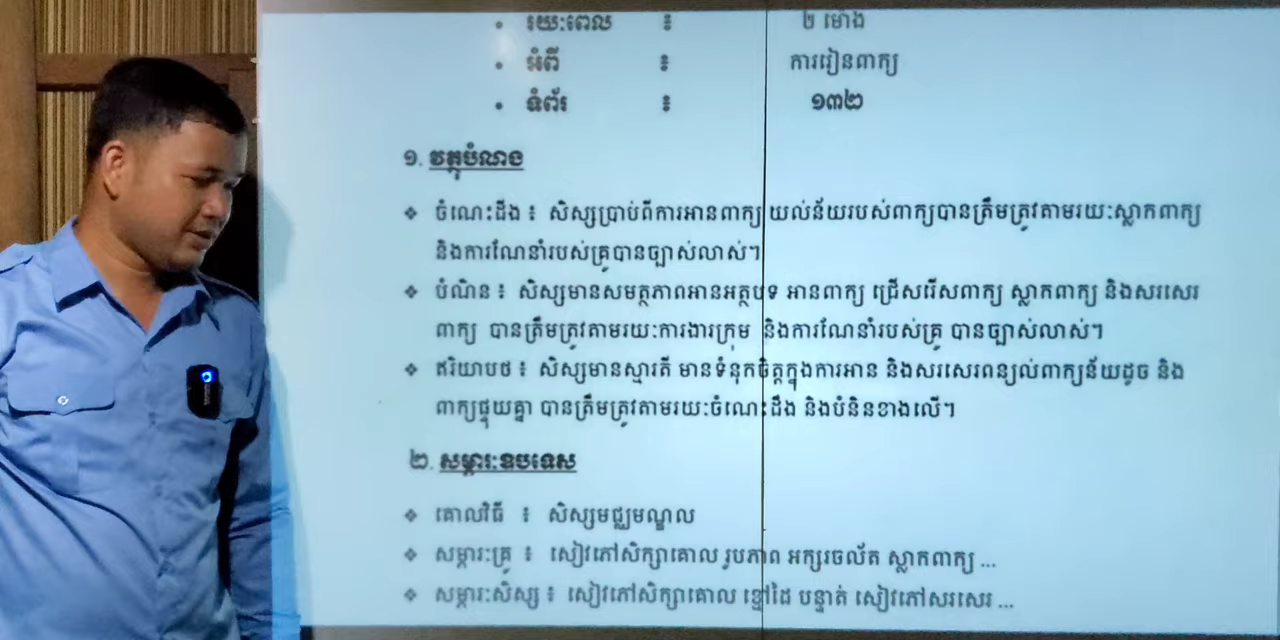 • រយៈពេល ៖ ២ ម៉ោង
• អំពី ៖ ការរៀនពាក្យ
• ទំព័រ ៖ ១៣២
១. វត្ថុបំណង
❖ ចំណេះដឹង ៖ សិស្សប្រាប់ពីការអានពាក្យ យល់ន័យរបស់ពាក្យបានត្រឹមត្រូវតាមរយៈស្លាកពាក្យ
និងការណែនាំរបស់គ្រូបានច្បាស់លាស់។
❖ បំណិន ៖ សិស្សមានសមត្ថភាពអានអត្ថបទ អានពាក្យ ជ្រើសរើសពាក្យ ស្លាកពាក្យ និងសរសេរ
ពាក្យ បានត្រឹមត្រូវតាមរយៈការងារក្រុម និងការណែនាំរបស់គ្រូ បានច្បាស់លាស់។
❖ ឥរិយាបថ ៖ សិស្សមានស្មារតី មានទំនុកចិត្តក្នុងការអាន និងសរសេរពន្យល់ពាក្យន័យដូច និង
ពាក្យផ្ទុយគ្នា បានត្រឹមត្រូវតាមរយៈចំណេះដឹង និងបំនិនខាងលើ។
២. សម្ភារៈឧបទេស
❖ គោលវិធី ៖ សិស្សមជ្ឈមណ្ឌល
❖ សម្ភារៈគ្រូ ៖ សៀវភៅសិក្សាគោល រូបភាព អក្សរចល័ត ស្លាកពាក្យ ...
❖ សម្ភារៈសិស្ស ៖ សៀវភៅសិក្សាគោល ខ្មៅដៃ បន្ទាត់ សៀវភៅសរសេរ ...